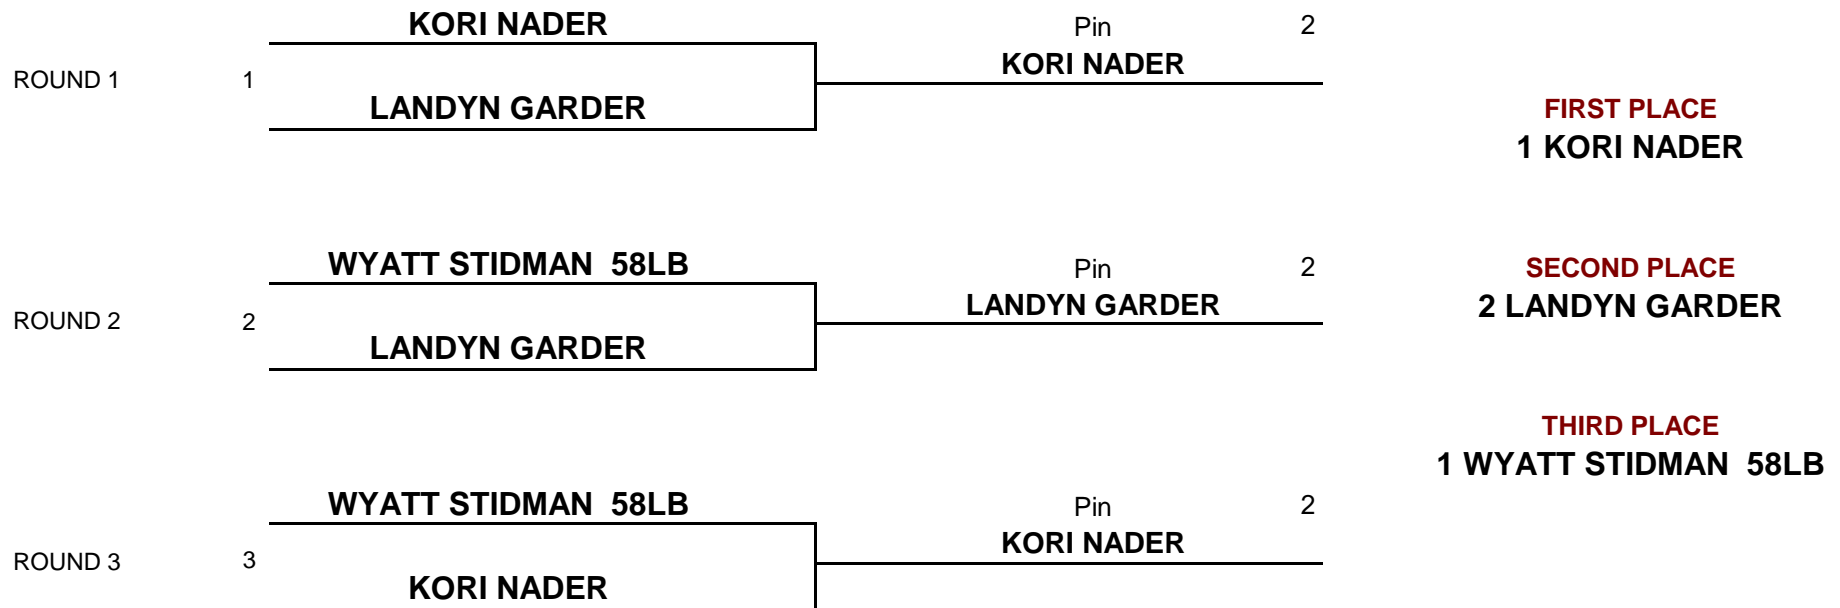 KORI NADER
Pin 2
ROUND 1 1
KORI NADER
LANDYN GARDER
FIRST PLACE
1 KORI NADER
WYATT STIDMAN  58LB
Pin 2
SECOND PLACE
ROUND 2 2
LANDYN GARDER
2 LANDYN GARDER
LANDYN GARDER
THIRD PLACE
1 WYATT STIDMAN  58LB
WYATT STIDMAN  58LB
Pin 2
ROUND 3 3
KORI NADER
KORI NADER